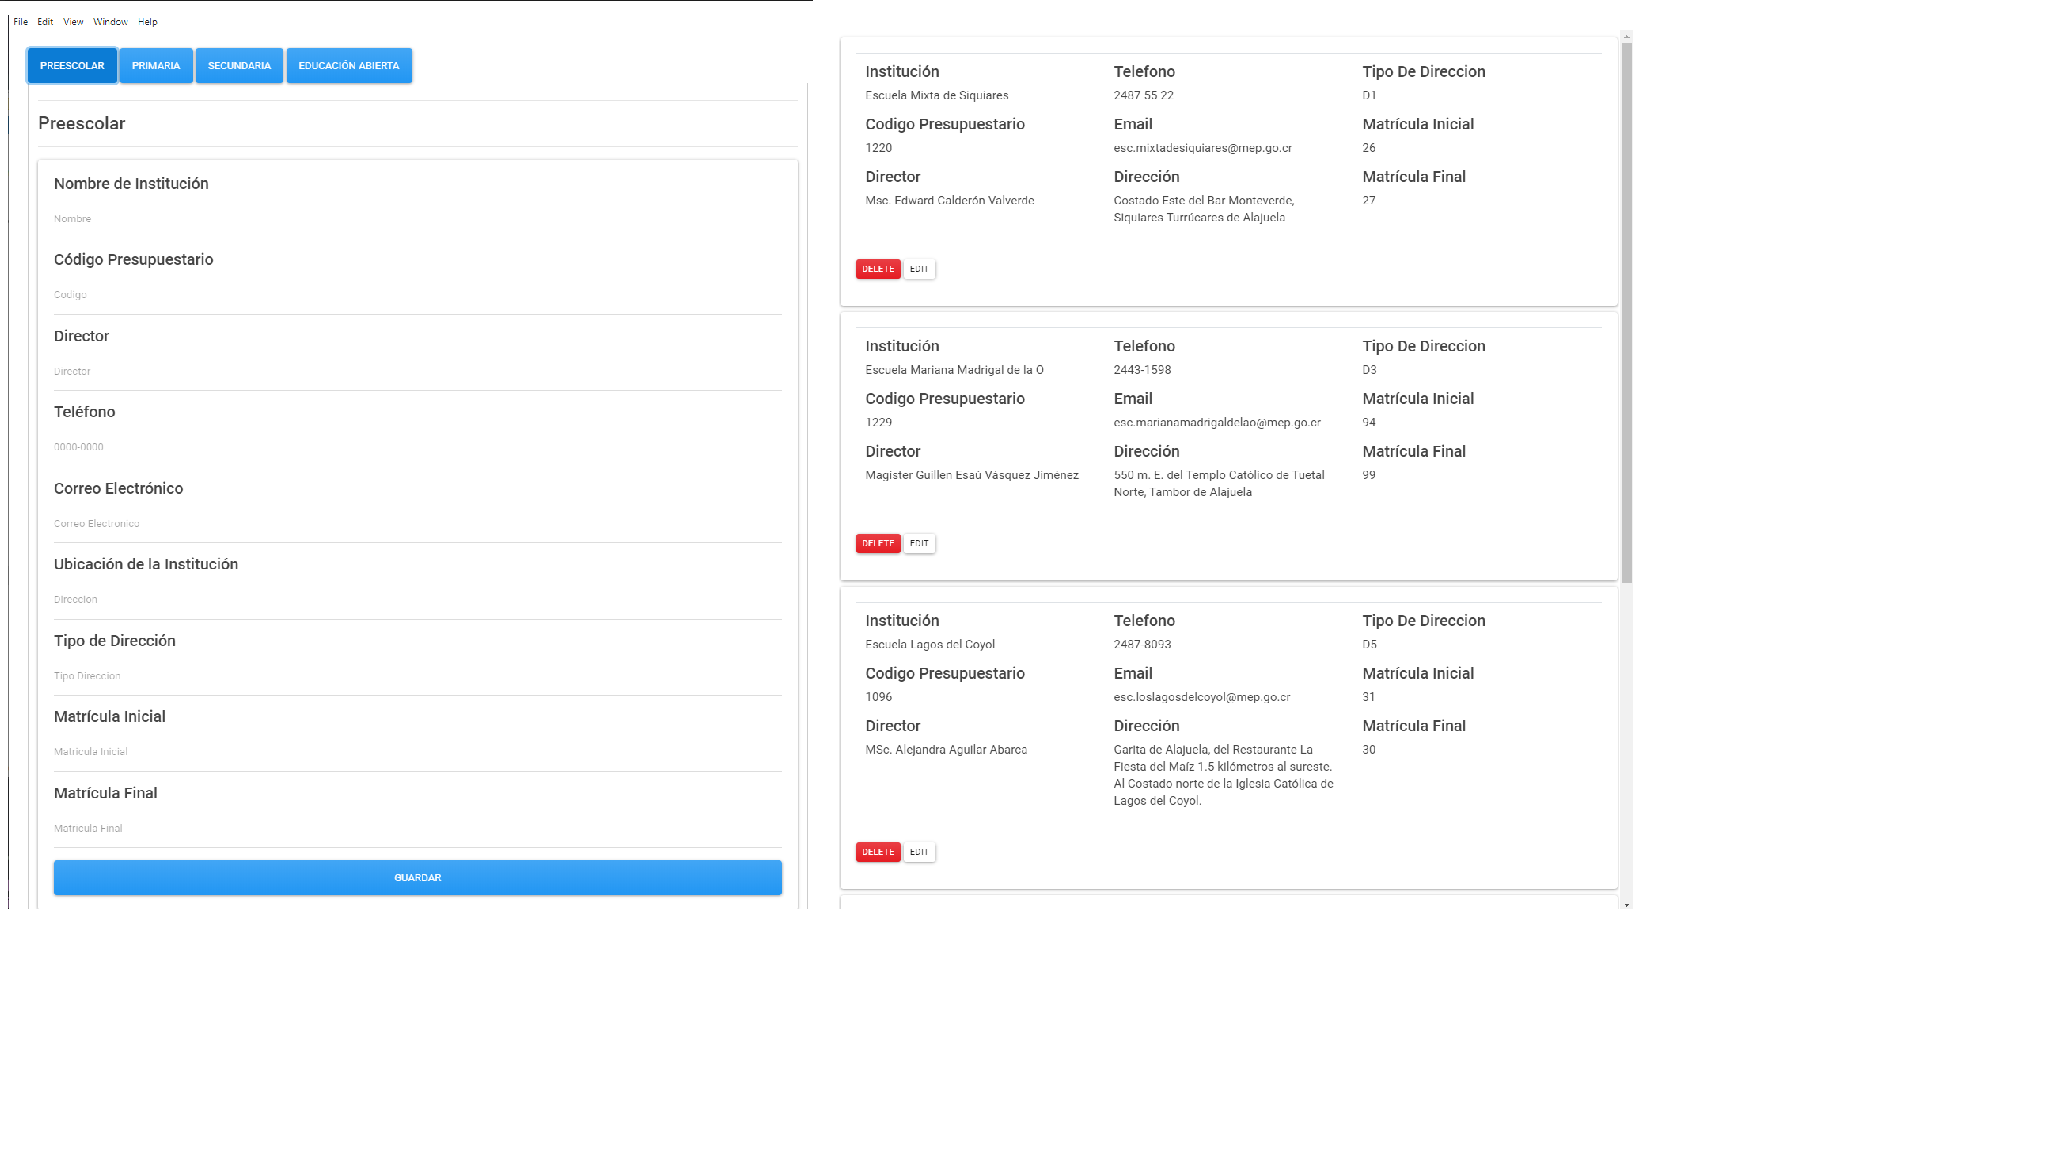 File Edit View Window Help
PREESCOLAR PRIMARIA SECUNDARIA EDUCACIÓN ABIERTA
Preescolar
Nombre de Institución
Nombre
Código Presupuestario
Codigo
Director
Director
Teléfono
0000-0000
Correo Electrónico
Correo Electronico
Ubicación de la Institución
Direccion
Tipo de Dirección
Tipo Direccion
Matrícula Inicial
Matricula Inicial
Matrícula Final
Matricula Final
GUARDAR
Institución Telefono Tipo De Direccion
Escuela Mixta de Siquiares 2487 55 22 D1
Codigo Presupuestario Email Matrícula Inicial
1220 esc.mixtadesiquiares@mep.go.cr 26
Director Dirección Matrícula Final
Msc. Edward Calderón Valverde Costado Este del Bar Monteverde, 27
Siquiares Turrúcares de Alajuela
DELETE EDIT
Institución Telefono Tipo De Direccion
Escuela Mariana Madrigal de la O 2443-1598 D3
Codigo Presupuestario Email Matrícula Inicial
1229 esc.marianamadrigaldelao@mep.go.cr 94
Director Dirección Matrícula Final
Magíster Guillen Esaú Vásquez Jiménez 550 m. E. del Templo Católico de Tuetal 99
Norte, Tambor de Alajuela
DELETE EDIT
Institución Telefono Tipo De Direccion
Escuela Lagos del Coyol 2487-8093 D5
Codigo Presupuestario Email Matrícula Inicial
1096 esc.loslagosdelcoyol@mep.go.cr 31
Director Dirección Matrícula Final
MSc. Alejandra Aguilar Abarca Garita de Alajuela, del Restaurante La 30
Fiesta del Maíz 1.5 kilómetros al sureste.
Al Costado norte de la Iglesia Católica de
Lagos del Coyol.
DELETE EDIT